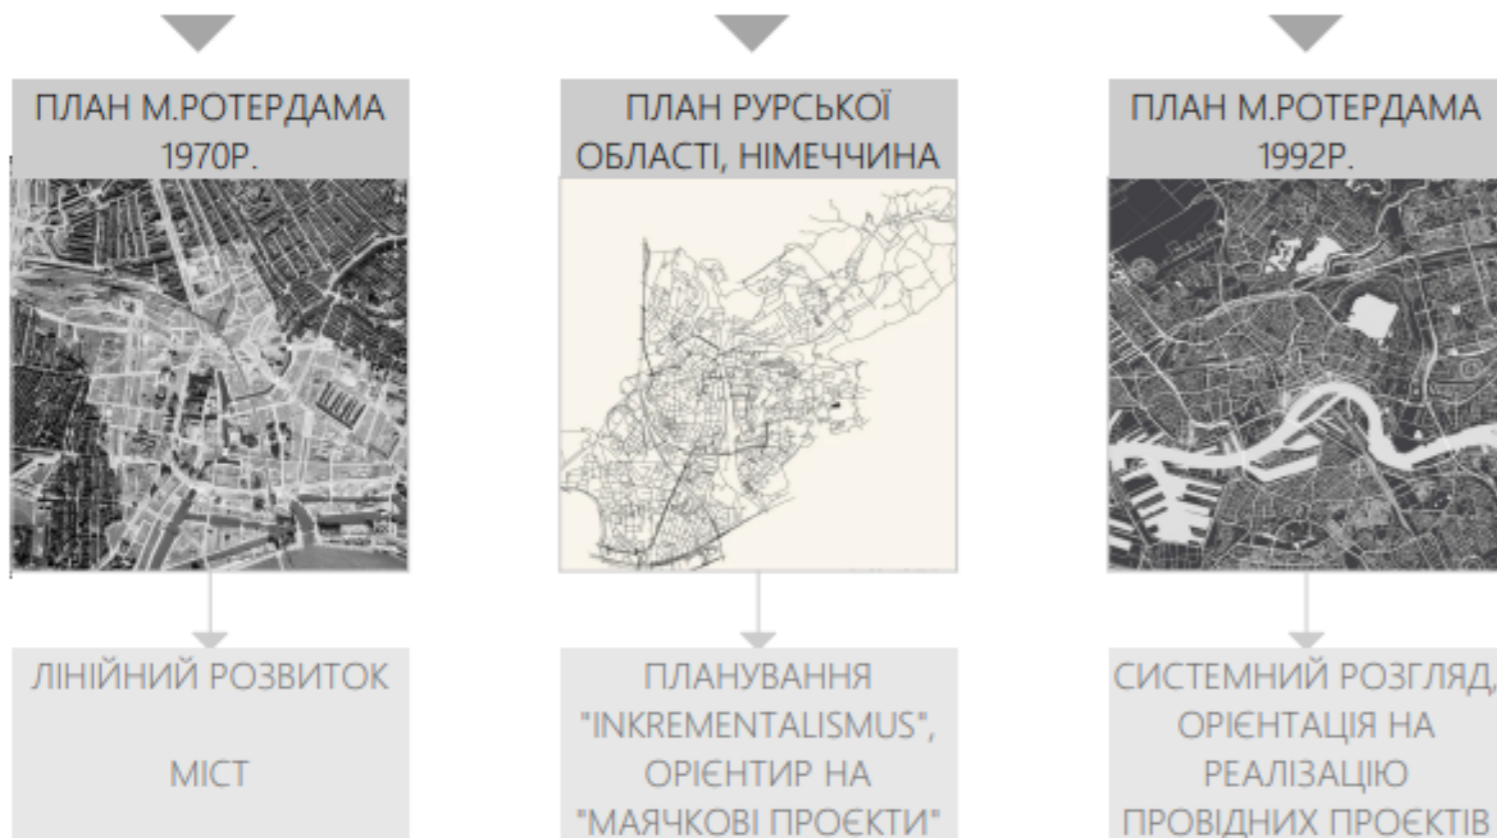 ПЛАН М.РОТЕРДАМА
1970Р.
ПЛАН РУРСЬКОЇ
ОБЛАСТІ, НІМЕЧЧИНА
ПЛАН М.РОТЕРДАМА
1992Р.
ЛІНІЙНИЙ РОЗВИТОК
МІСТ
ПЛАНУВАННЯ
"INKREMENTALISMUS",
ОРІЄНТИР НА
"МАЯЧКОВІ ПРОЄКТИ"
СИСТЕМНИЙ РОЗГЛЯД,
ОРІЄНТАЦІЯ НА
РЕАЛІЗАЦІЮ
ПРОВІДНИХ ПРОЄКТІВ